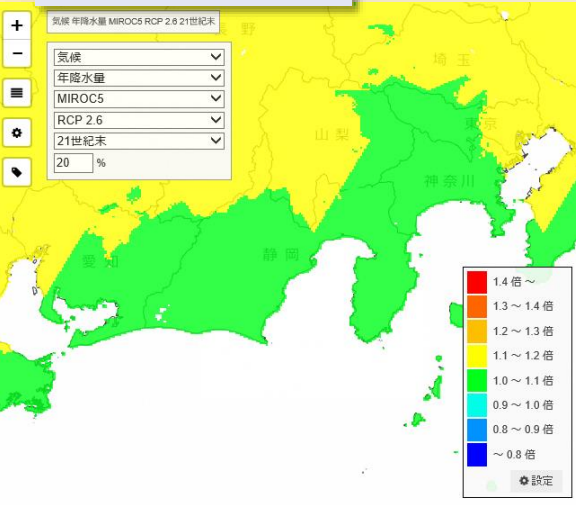 気候 年降水量 MIROC5 RCP 2.6 21世紀末
長野
+
−
気候
年降水量
MIROC5
RCP 2.6
21世紀末
20 %
埼玉
東京
山梨
神奈川
愛知
静岡
1.4 倍 ～
1.3 ～ 1.4 倍
1.2 ～ 1.3 倍
1.1 ～ 1.2 倍
1.0 ～ 1.1 倍
0.9 ～ 1.0 倍
0.8 ～ 0.9 倍
～ 0.8 倍
設定